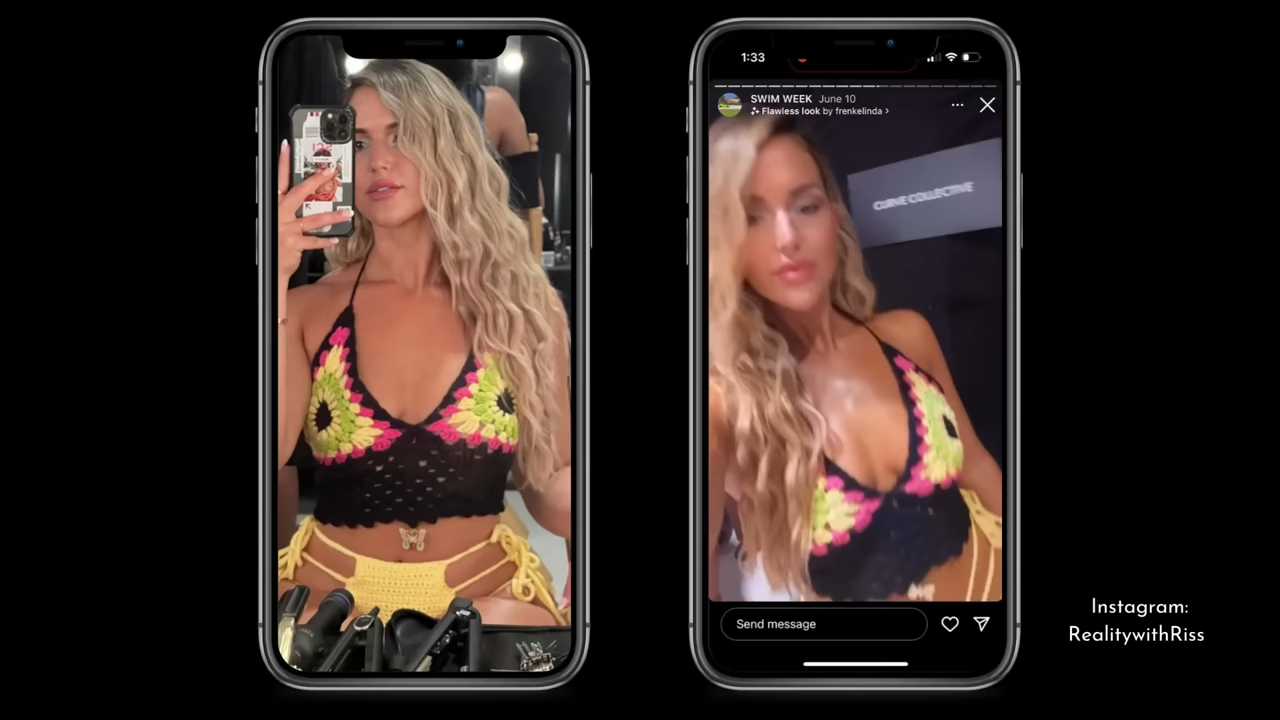 1:33
SWIM WEEK June 10
Flawless look by frenkelinda >
CURVE COLLECTIVE
Send message
Instagram:
RealitywithRiss